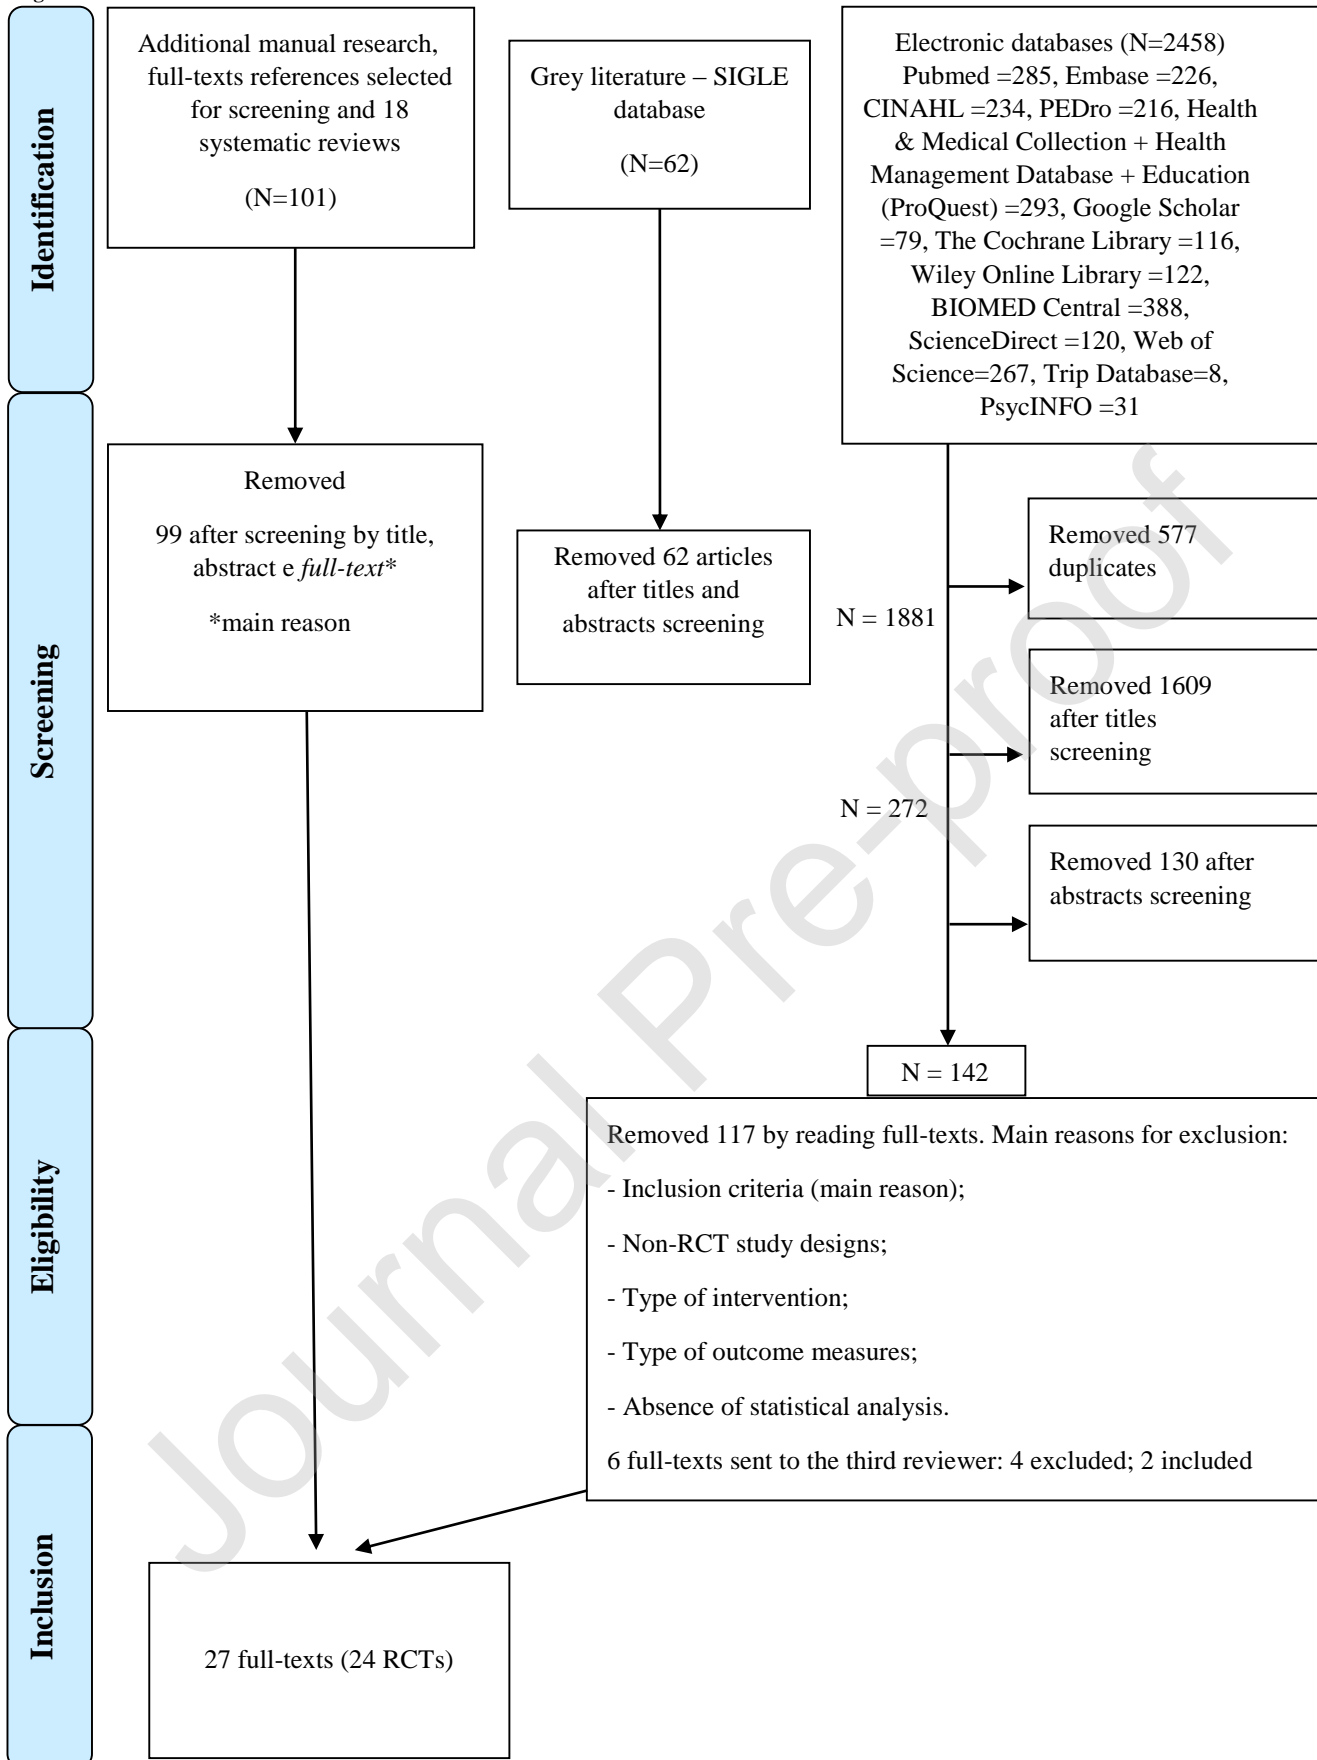 Identification
Additional manual research,
full-texts references selected
for screening and 18
systematic reviews
(N=101)
Grey literature – SIGLE
database
(N=62)
Electronic databases (N=2458)
Pubmed =285, Embase =226,
CINAHL =234, PEDro =216, Health
& Medical Collection + Health
Management Database + Education
(ProQuest) =293, Google Scholar
=79, The Cochrane Library =116,
Wiley Online Library =122,
BIOMED Central =388,
ScienceDirect =120, Web of
Science=267, Trip Database=8,
PsycINFO =31
Screening
Removed
99 after screening by title,
abstract e full-text*
*main reason
Removed 62 articles
after titles and
abstracts screening
Removed 577
duplicates
N = 1881
Removed 1609
after titles
screening
N = 272
Removed 130 after
abstracts screening
Eligibility
N = 142
Removed 117 by reading full-texts. Main reasons for exclusion:
- Inclusion criteria (main reason);
- Non-RCT study designs;
- Type of intervention;
- Type of outcome measures;
- Absence of statistical analysis.
6 full-texts sent to the third reviewer: 4 excluded; 2 included
Inclusion
27 full-texts (24 RCTs)
Journal Pre-proof